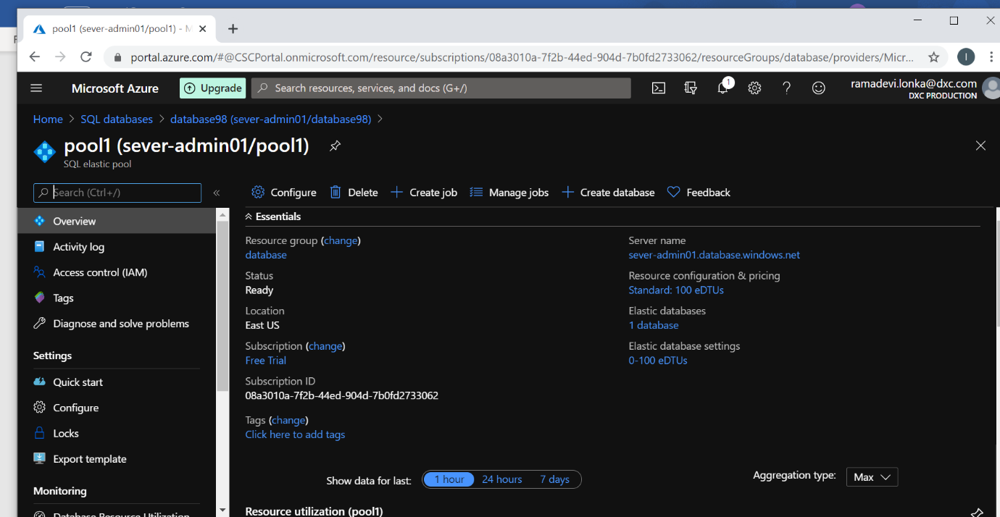 pool1 (sever-admin01/pool1) - M
portal.azure.com/#@CSCPortal.onmicrosoft.com/resource/subscriptions/08a3010a-7f2b-44ed-904d-7b0fd2733062/resourceGroups/database/providers/Micr...
I
Microsoft Azure
Upgrade
Search resources, services, and docs (G+/)
1
ramadevi.lonka@dxc.com
DXC PRODUCTION
Home > SQL databases > database98 (sever-admin01/database98) >
pool1 (sever-admin01/pool1)
SQL elastic pool
Search (Ctrl+/)
«
Configure
Delete
Create job
Manage jobs
Create database
Feedback
Overview
Activity log
Access control (IAM)
Tags
Diagnose and solve problems
Settings
Quick start
Configure
Locks
Export template
Monitoring
Database Resource Utilization
Essentials
Resource group (change)
database
Status
Ready
Location
East US
Subscription (change)
Free Trial
Subscription ID
08a3010a-7f2b-44ed-904d-7b0fd2733062
Tags (change)
Click here to add tags
Server name
sever-admin01.database.windows.net
Resource configuration & pricing
Standard: 100 eDTUs
Elastic databases
1 database
Elastic database settings
0-100 eDTUs
Show data for last:
1 hour
24 hours
7 days
Aggregation type:
Max
Resource utilization (pool1)